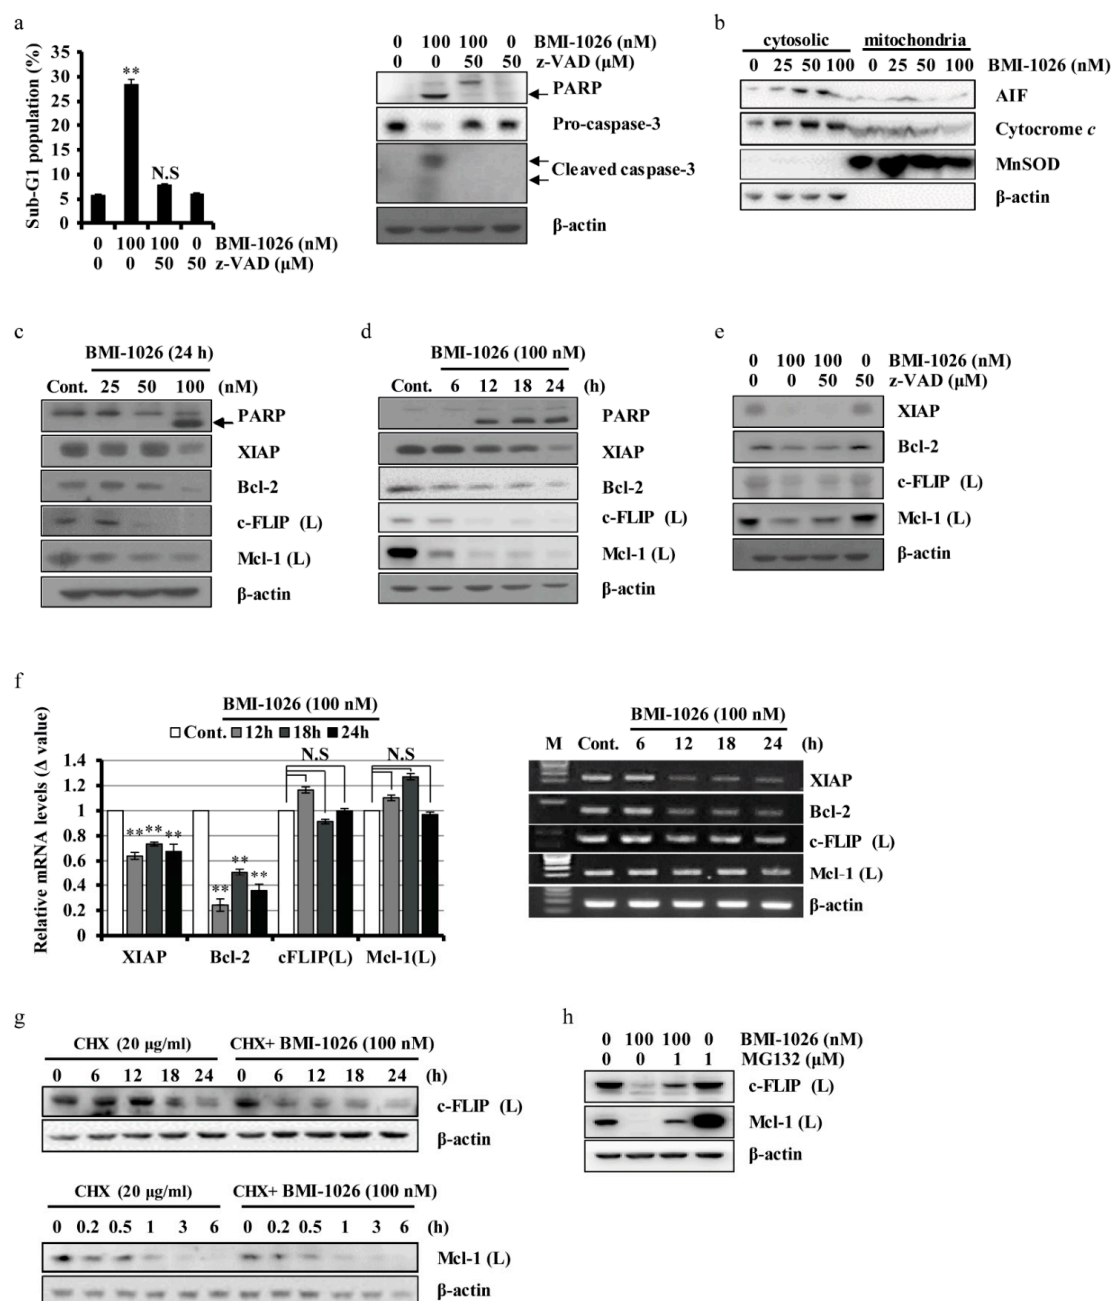 a
Sub-G1 population (%)
35
30
25
20
15
10
5
0
**
N.S
0 100 100 0 BMI-1026 (nM)
0 0 50 50 z-VAD (μM)
0 100 100 0 BMI-1026 (nM)
0 0 50 50 z-VAD (μM)
PARP
Pro-caspase-3
Cleaved caspase-3
β-actin
b
cytosolic mitochondria
0 25 50 100 0 25 50 100 BMI-1026 (nM)
AIF
Cytocrome c
MnSOD
β-actin
c
BMI-1026 (24 h)
Cont. 25 50 100 (nM)
PARP
XIAP
Bcl-2
c-FLIP (L)
Mcl-1 (L)
β-actin
d
BMI-1026 (100 nM)
Cont. 6 12 18 24 (h)
PARP
XIAP
Bcl-2
c-FLIP (L)
Mcl-1 (L)
β-actin
e
0 100 100 0 BMI-1026 (nM)
0 0 50 50 z-VAD (μM)
XIAP
Bcl-2
c-FLIP (L)
Mcl-1 (L)
β-actin
f
BMI-1026 (100 nM)
Cont. 12h 18h 24h
Relative mRNA levels (Δ value)
1.4
1.2
1
0.8
0.6
0.4
0.2
0
** ** **
** ** **
N.S
N.S
XIAP Bcl-2 cFLIP(L) Mcl-1(L)
BMI-1026 (100 nM)
M Cont. 6 12 18 24 (h)
XIAP
Bcl-2
c-FLIP (L)
Mcl-1 (L)
β-actin
g
CHX (20 μg/ml) CHX+ BMI-1026 (100 nM)
0 6 12 18 24 0 6 12 18 24 (h)
c-FLIP (L)
β-actin
CHX (20 μg/ml) CHX+ BMI-1026 (100 nM)
0 0.2 0.5 1 3 6 0 0.2 0.5 1 3 6 (h)
Mcl-1 (L)
β-actin
h
0 100 100 0 BMI-1026 (nM)
0 0 1 1 MG132 (μM)
c-FLIP (L)
Mcl-1 (L)
β-actin